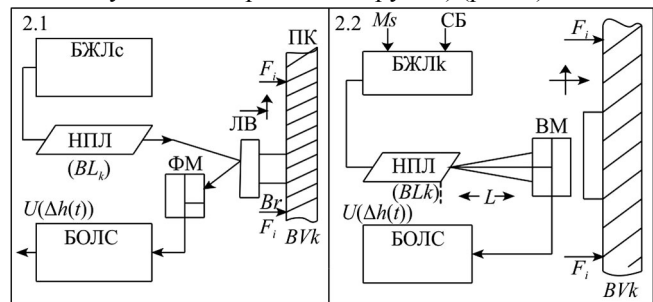 2.1
ПК
БЖЛс
F_i
ЛВ
НПЛ
(BL_k)
ФМ
Br
U(Δh(t))
F_i
БОЛС
BVk
2.2
Ms
СБ
F_i
БЖЛk
ВМ
НПЛ
(BLk)
L
U(Δh(t))
БОЛС
F_i
BVk